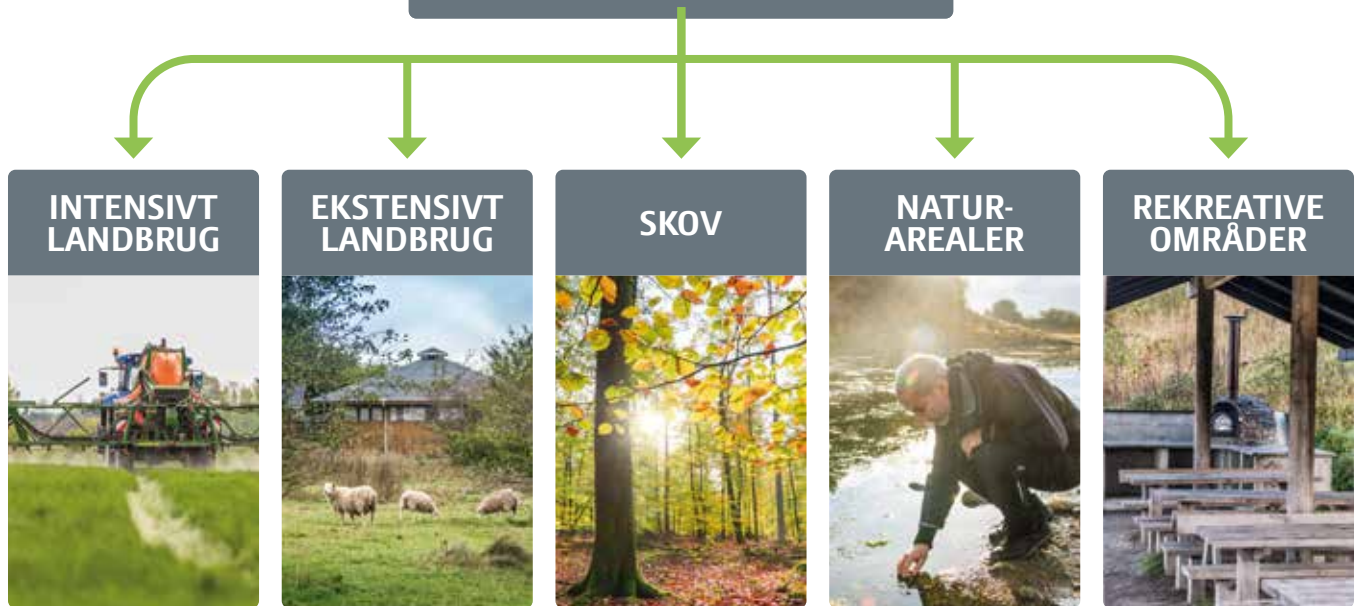 INTENSIVT
LANDBRUG
EKSTENSIVT
LANDBRUG
SKOV
NATUR-
AREALER
REKREATIVE
OMRÅDER